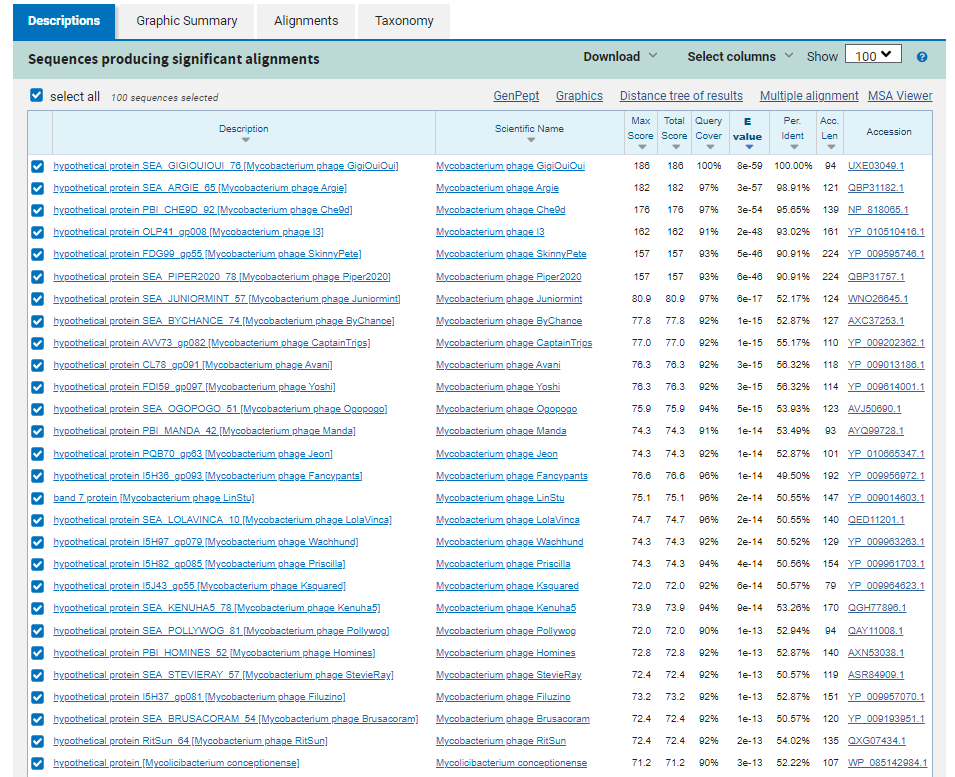 Descriptions Graphic Summary Alignments Taxonomy
Sequences producing significant alignments Download Select columns Show 100 ?
select all 100 sequences selected GenPept Graphics Distance tree of results Multiple alignment MSA Viewer
Description Scientific Name Max Score Total Score Query Cover E value Per. Ident Acc. Len Accession
hypothetical protein SEA_GIGIOUIOUI_76 [Mycobacterium phage GigiOuiOui] Mycobacterium phage GigiOuiOui 186 186 100% 8e-59 100.00% 94 UXE03049.1
hypothetical protein SEA_ARGIE_65 [Mycobacterium phage Argie] Mycobacterium phage Argie 182 182 97% 3e-57 98.91% 121 QBP31182.1
hypothetical protein PBI_CHE9D_92 [Mycobacterium phage Che9d] Mycobacterium phage Che9d 176 176 97% 3e-54 95.65% 139 NP_818065.1
hypothetical protein OLP41_gp008 [Mycobacterium phage I3] Mycobacterium phage I3 162 162 91% 2e-48 93.02% 161 YP_010510416.1
hypothetical protein FDG99_gp55 [Mycobacterium phage SkinnyPete] Mycobacterium phage SkinnyPete 157 157 93% 5e-46 90.91% 224 YP_009595746.1
hypothetical protein SEA_PIPER2020_78 [Mycobacterium phage Piper2020] Mycobacterium phage Piper2020 157 157 93% 6e-46 90.91% 224 QBP31757.1
hypothetical protein SEA_JUNIORMINT_57 [Mycobacterium phage Juniormint] Mycobacterium phage Juniormint 80.9 80.9 97% 6e-17 52.17% 124 WNO26645.1
hypothetical protein SEA_BYCHANCE_74 [Mycobacterium phage ByChance] Mycobacterium phage ByChance 77.8 77.8 92% 1e-15 52.87% 127 AXC37253.1
hypothetical protein AVV73_gp082 [Mycobacterium phage CaptainTrips] Mycobacterium phage CaptainTrips 77.0 77.0 92% 1e-15 55.17% 110 YP_009202362.1
hypothetical protein CL78_gp091 [Mycobacterium phage Avani] Mycobacterium phage Avani 76.3 76.3 92% 3e-15 56.32% 118 YP_009013186.1
hypothetical protein FDI59_gp097 [Mycobacterium phage Yoshi] Mycobacterium phage Yoshi 76.3 76.3 92% 3e-15 56.32% 114 YP_009614001.1
hypothetical protein SEA_OGOPOGO_51 [Mycobacterium phage Ogopogo] Mycobacterium phage Ogopogo 75.9 75.9 94% 5e-15 53.93% 123 AVJ50690.1
hypothetical protein PBI_MANDA_42 [Mycobacterium phage Manda] Mycobacterium phage Manda 74.3 74.3 91% 1e-14 53.49% 93 AYQ99728.1
hypothetical protein PQB70_gp63 [Mycobacterium phage Jeon] Mycobacterium phage Jeon 74.3 74.3 92% 1e-14 52.87% 101 YP_010665347.1
hypothetical protein I5H36_gp093 [Mycobacterium phage Fancypants] Mycobacterium phage Fancypants 76.6 76.6 96% 1e-14 49.50% 192 YP_009956972.1
band 7 protein [Mycobacterium phage LinStu] Mycobacterium phage LinStu 75.1 75.1 96% 2e-14 50.55% 147 YP_009014603.1
hypothetical protein SEA_LOLAVINCA_10 [Mycobacterium phage LolaVinca] Mycobacterium phage LolaVinca 74.7 74.7 96% 2e-14 50.55% 140 QED11201.1
hypothetical protein I5H97_gp079 [Mycobacterium phage Wachhund] Mycobacterium phage Wachhund 74.3 74.3 92% 2e-14 50.52% 129 YP_009963263.1
hypothetical protein I5H82_gp085 [Mycobacterium phage Priscilla] Mycobacterium phage Priscilla 74.3 74.3 94% 4e-14 50.56% 154 YP_009961703.1
hypothetical protein I5J43_gp55 [Mycobacterium phage Ksquared] Mycobacterium phage Ksquared 72.0 72.0 92% 6e-14 50.57% 79 YP_009964623.1
hypothetical protein SEA_KENUHA5_78 [Mycobacterium phage Kenuha5] Mycobacterium phage Kenuha5 73.9 73.9 94% 9e-14 53.26% 170 QGH77896.1
hypothetical protein SEA_POLLYWOG_81 [Mycobacterium phage Pollywog] Mycobacterium phage Pollywog 72.0 72.0 90% 1e-13 52.94% 94 QAY11008.1
hypothetical protein PBI_HOMINES_52 [Mycobacterium phage Homines] Mycobacterium phage Homines 72.8 72.8 92% 1e-13 52.87% 140 AXN53038.1
hypothetical protein SEA_STEVIERAY_57 [Mycobacterium phage StevieRay] Mycobacterium phage StevieRay 72.4 72.4 92% 1e-13 50.57% 119 ASR84909.1
hypothetical protein I5H37_gp081 [Mycobacterium phage Filuzino] Mycobacterium phage Filuzino 73.2 73.2 92% 1e-13 52.87% 151 YP_009957070.1
hypothetical protein SEA_BRUSACORAM_54 [Mycobacterium phage Brusacoram] Mycobacterium phage Brusacoram 72.4 72.4 92% 1e-13 50.57% 120 YP_009193951.1
hypothetical protein RitSun_64 [Mycobacterium phage RitSun] Mycobacterium phage RitSun 72.4 72.4 92% 2e-13 54.02% 135 QXG07434.1
hypothetical protein [Mycolicibacterium conceptionense] Mycolicibacterium conceptionense 71.2 71.2 90% 3e-13 52.22% 107 WP_085142984.1